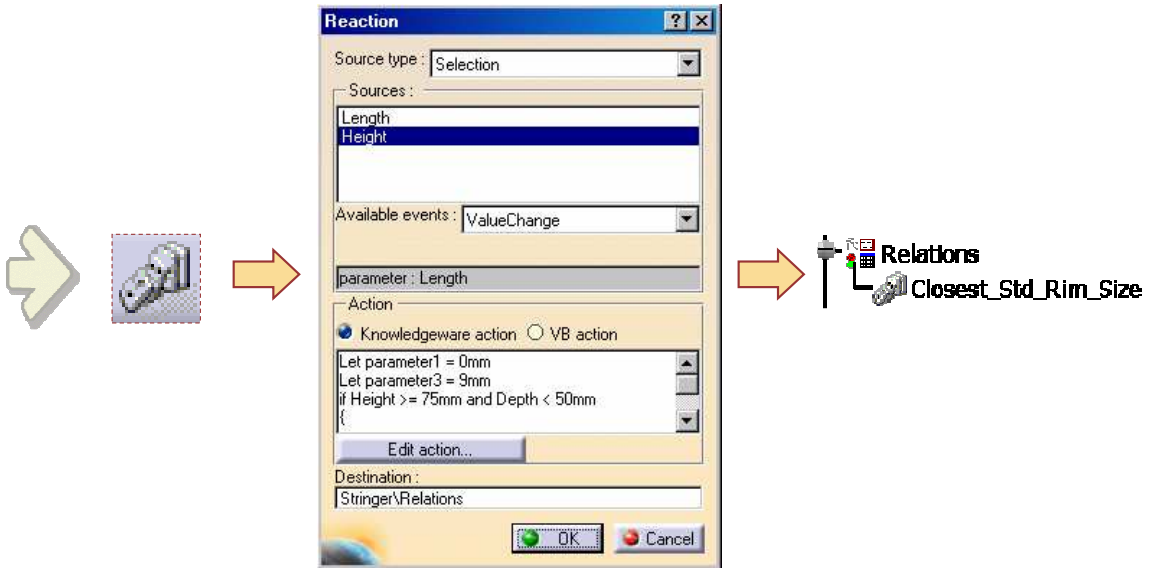 Reaction
Source type : Selection
Sources :
Length
Height
Available events : ValueChange
parameter : Length
Action
Knowledgeware action VB action
Let parameter1 = 0mm
Let parameter3 = 9mm
if Height >= 75mm and Depth < 50mm
{
Edit action...
Destination :
Stringer\Relations
OK Cancel
Relations
Closest_Std_Rim_Size